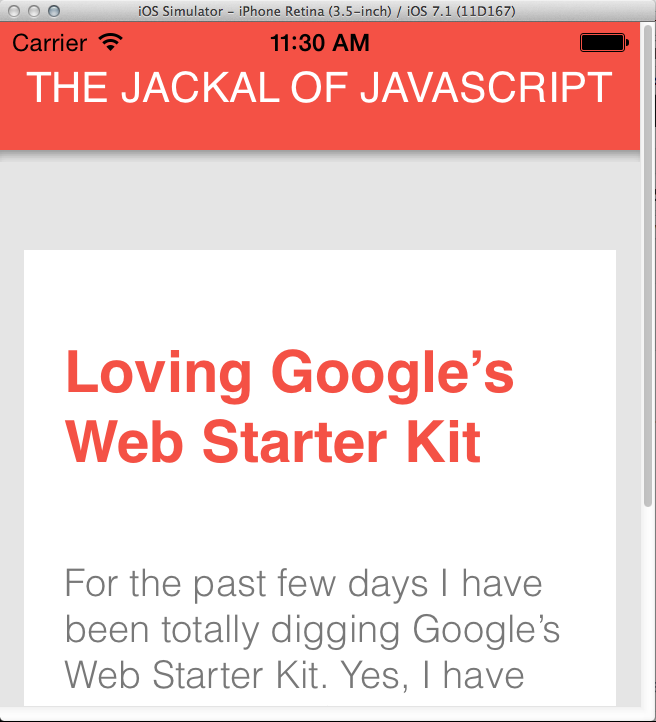 iOS Simulator – iPhone Retina (3.5-inch) / iOS 7.1 (11D167)
Carrier 11:30 AM
THE JACKAL OF JAVASCRIPT
Loving Google’s
Web Starter Kit
For the past few days I have
been totally digging Google’s
Web Starter Kit. Yes, I have